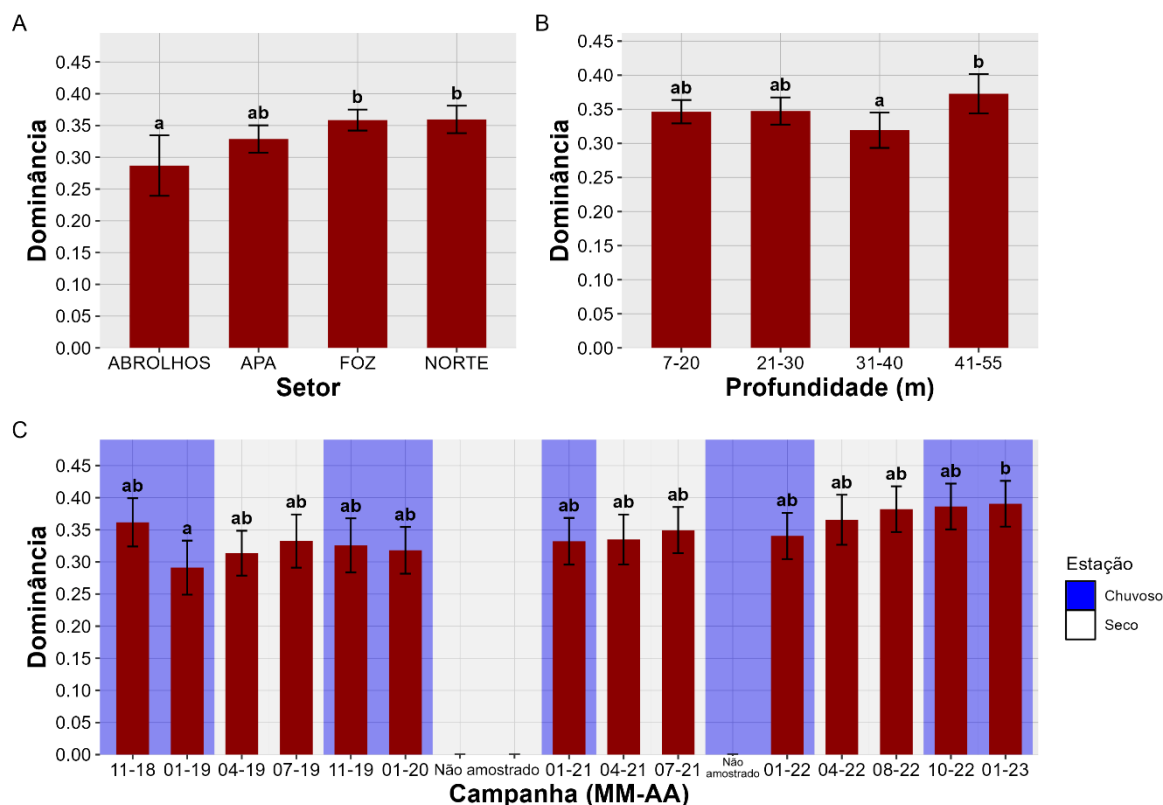 A
Dominância
0.45
0.40
0.35
0.30
0.25
0.20
0.15
0.10
0.05
0.00
a
ab
b
b
ABROLHOS APA FOZ NORTE
Setor
B
Dominância
0.45
0.40
0.35
0.30
0.25
0.20
0.15
0.10
0.05
0.00
ab
ab
a
b
7-20 21-30 31-40 41-55
Profundidade (m)
C
Dominância
0.45
0.40
0.35
0.30
0.25
0.20
0.15
0.10
0.05
0.00
ab
a
ab
ab
ab
ab
ab
ab
ab
ab
ab
ab
ab
b
11-18 01-19 04-19 07-19 11-19 01-20 Não amostrado 01-21 04-21 07-21 Não amostrado 01-22 04-22 08-22 10-22 01-23
Campanha (MM-AA)
Estação
Chuvoso
Seco